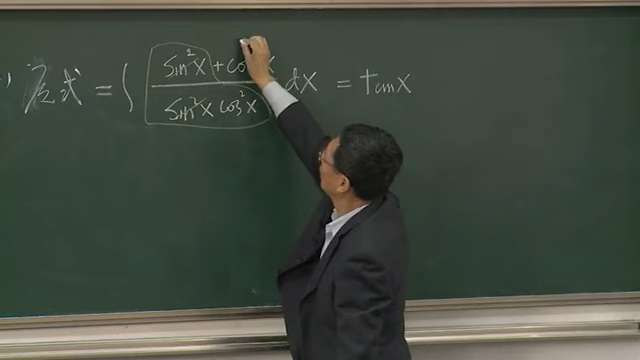 原式 = ∫ (sin²x + cos²x)/(sin²x cos²x) dx = tanx